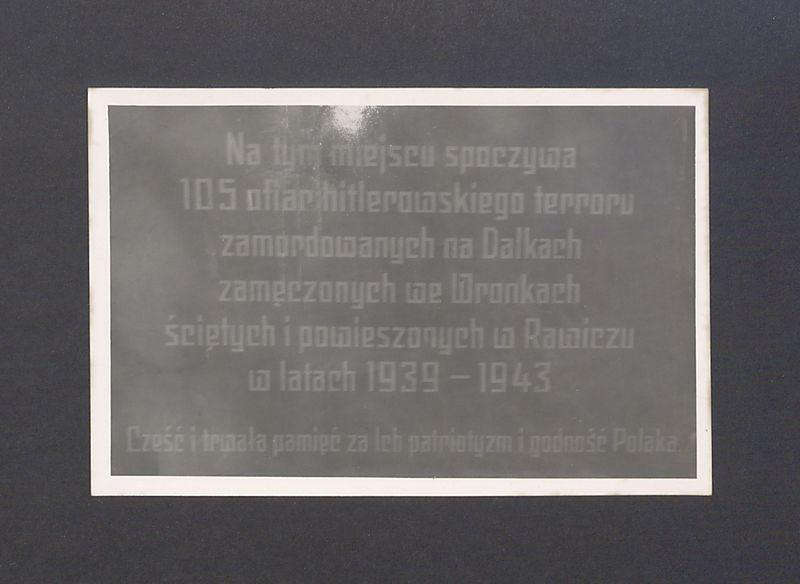 Na tym miejscu spoczywa
105 ofiar hitlerowskiego terroru
zamordowanych na Dalkach
zamęczonych we Wronkach
ściętych i powieszonych w Rawiczu
w latach 1939 – 1943
Cześć i trwała pamięć za Ich patriotyzm i godność Polaka